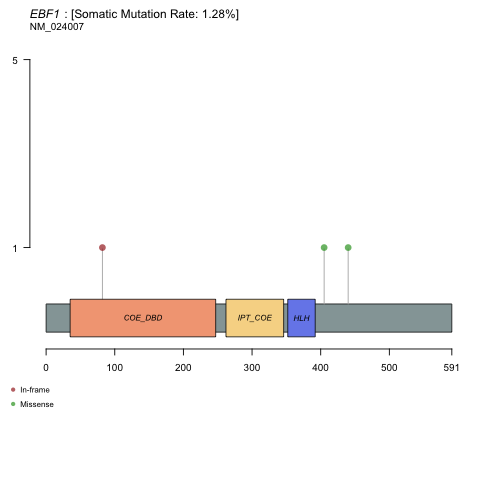 EBF1 : [Somatic Mutation Rate: 1.28%]
NM_024007
5
1
COE_DBD IPT_COE HLH
0 100 200 300 400 500 591
In-frame
Missense